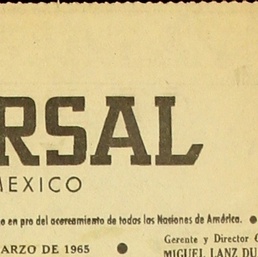 RSAL
MEXICO
o en pro del acercamiento de todas las Naciones de América. ●
ARZO DE 1965 ● Gerente y Director G
MIGUEL LANZ DU